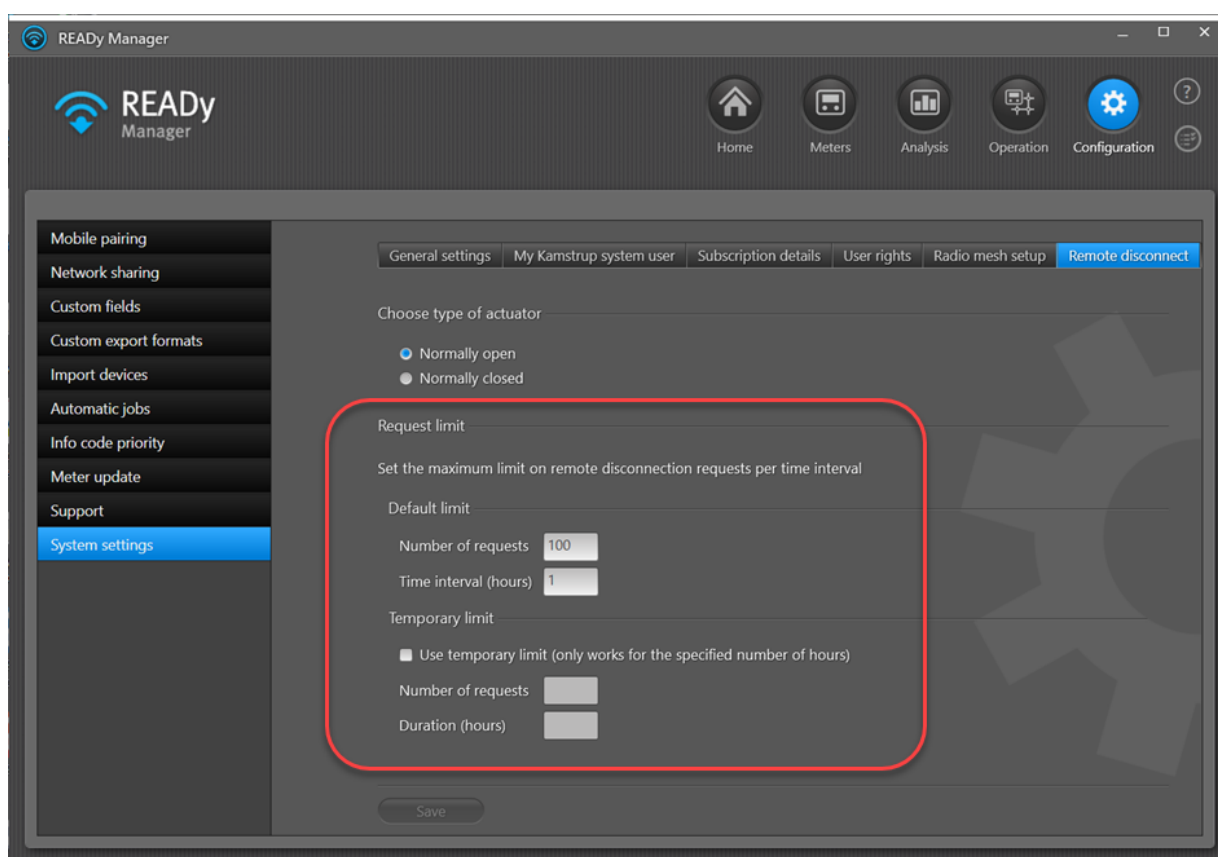 READy Manager
READy
Manager
Home
Meters
Analysis
Operation
Configuration
?
Mobile pairing
Network sharing
Custom fields
Custom export formats
Import devices
Automatic jobs
Info code priority
Meter update
Support
System settings
General settings
My Kamstrup system user
Subscription details
User rights
Radio mesh setup
Remote disconnect
Choose type of actuator
Normally open
Normally closed
Request limit
Set the maximum limit on remote disconnection requests per time interval
Default limit
Number of requests 100
Time interval (hours) 1
Temporary limit
Use temporary limit (only works for the specified number of hours)
Number of requests
Duration (hours)
Save